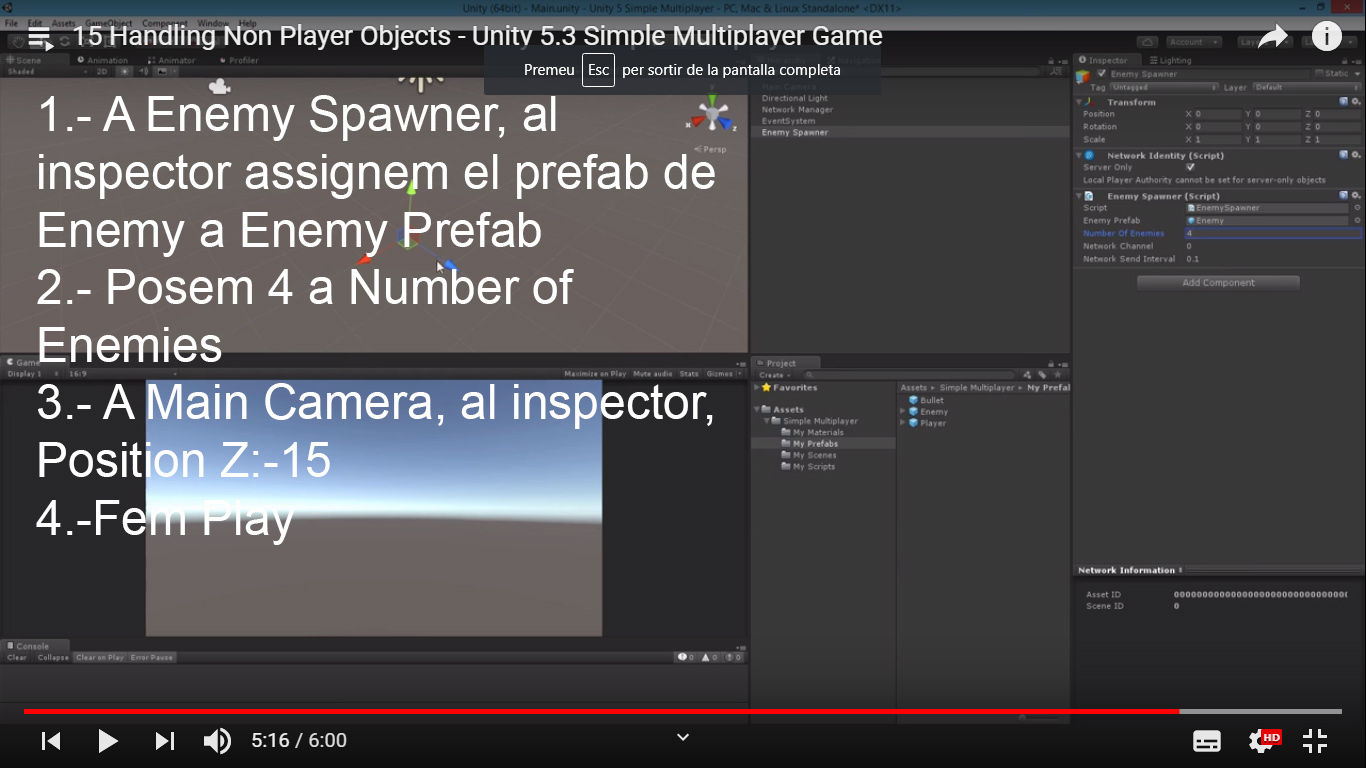 Unity (64bit) - Main.unity - Unity 5 Simple Multiplayer - PC, Mac & Linux Standalone* <DX11>
File Edit Assets GameObject Component Window Help
15 Handling Non Player Objects - Unity 5.3 Simple Multiplayer Game
Premeu Esc per sortir de la pantalla completa
Account
Scene Animation Animator Profiler
Shaded 2D
Persp
1.- A Enemy Spawner, al
inspector assignem el prefab de
Enemy a Enemy Prefab
2.- Posem 4 a Number of
Enemies
3.- A Main Camera, al inspector,
Position Z:-15
4.-Fem Play
Main Camera
Directional Light
Network Manager
EventSystem
Enemy Spawner
Inspector Lighting
Enemy Spawner Static
Tag Untagged Layer Default
Transform
Position X 0 Y 0 Z 0
Rotation X 0 Y 0 Z 0
Scale X 1 Y 1 Z 1
Network Identity (Script)
Server Only
Local Player Authority cannot be set for server-only objects
Enemy Spawner (Script)
Script EnemySpawner
Enemy Prefab Enemy
Number Of Enemies 4
Network Channel 0
Network Send Interval 0.1
Add Component
Game
Display 1 16:9 Maximize on Play Mute audio Stats Gizmos
Project
Create
Favorites
Assets
Simple Multiplayer
My Materials
My Prefabs
My Scenes
My Scripts
Assets Simple Multiplayer My Prefal
Bullet
Enemy
Player
Network Information
Asset ID
Scene ID 0
Console
Clear Collapse Clear on Play Error Pause 0 0 0
5:16 / 6:00
HD